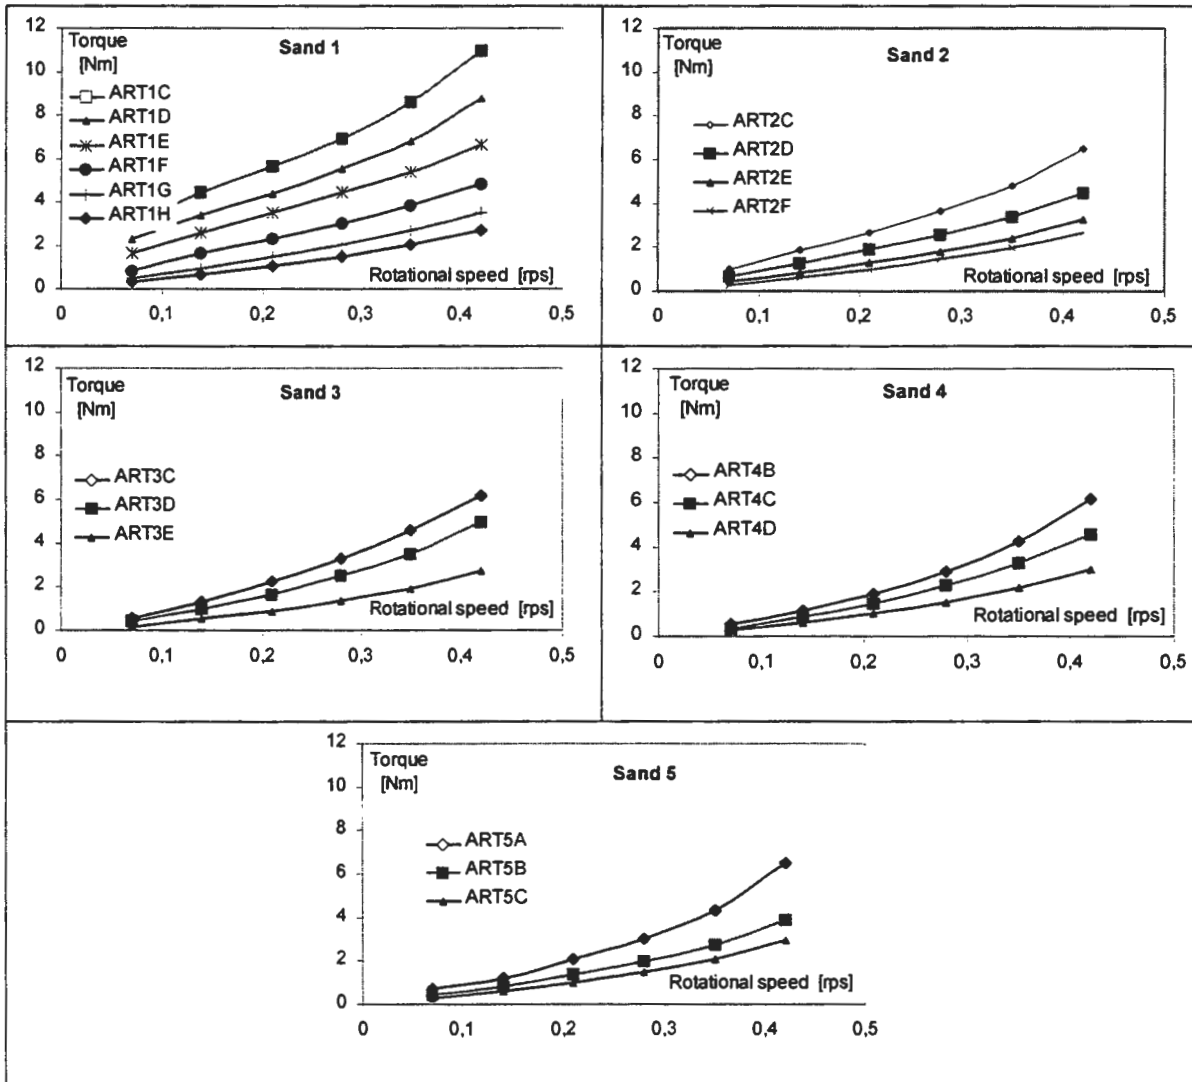 12
10
8
6
4
2
0
Torque
[Nm]
Sand 1
ART1C
ART1D
ART1E
ART1F
ART1G
ART1H
Rotational speed [rps]
0 0,1 0,2 0,3 0,4 0,5
12
10
8
6
4
2
0
Torque
[Nm]
Sand 2
ART2C
ART2D
ART2E
ART2F
Rotational speed [rps]
0 0,1 0,2 0,3 0,4 0,5
12
10
8
6
4
2
0
Torque
[Nm]
Sand 3
ART3C
ART3D
ART3E
Rotational speed [rps]
0 0,1 0,2 0,3 0,4 0,5
12
10
8
6
4
2
0
Torque
[Nm]
Sand 4
ART4B
ART4C
ART4D
Rotational speed [rps]
0 0,1 0,2 0,3 0,4 0,5
12
10
8
6
4
2
0
Torque
[Nm]
Sand 5
ART5A
ART5B
ART5C
Rotational speed [rps]
0 0,1 0,2 0,3 0,4 0,5